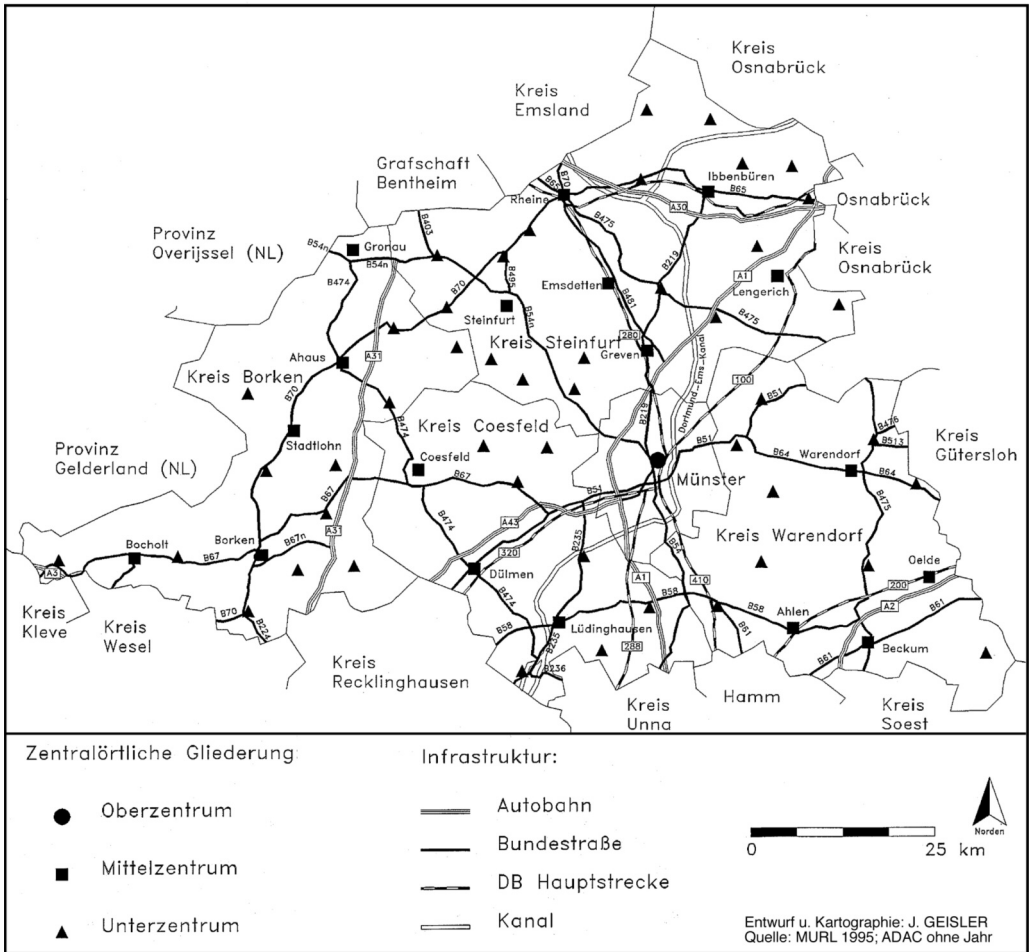 Kreis
Osnabrück
Kreis
Emsland
Grafschaft
Bentheim
B70
B65
Rheine
Ibbenbüren
B65
A30
Osnabrück
Provinz
Overijssel (NL)
B403
B475
B54n
Gronau
B54n
B474
B219
A1
Kreis
Osnabrück
B495
B70
Emsdetten
B481
Lengerich
Steinfurt
B54n
B475
Kreis Steinfurt
280
Greven
Dortmund-Ems-Kanal
Ahaus
A31
100
Kreis Borken
B70
B51
B474
B219
Kreis Coesfeld
B476
B513
Kreis
Gütersloh
Stadtlohn
B51
B64
Warendorf
B64
Provinz
Gelderland (NL)
Coesfeld
B67
Münster
B67
B51
B474
A43
B475
A31
320
B235
B54
Kreis Warendorf
Bocholt
B67
Borken
B67n
Oelde
A3
Dülmen
A1
410
200
A2
Kreis
Kleve
B70
B224
B474
B58
B58
B61
Ahlen
B61
Kreis
Wesel
B58
Lüdinghausen
B235
288
B61
Beckum
Kreis
Recklinghausen
B236
Kreis
Unna
Hamm
Kreis
Soest
Zentralörtliche Gliederung
Infrastruktur:
Oberzentrum
Mittelzentrum
Unterzentrum
Autobahn
Bundestraße
DB Hauptstrecke
Kanal
Norden
0 25 km
Entwurf u. Kartographie: J. GEISLER
Quelle: MURL 1995; ADAC ohne Jahr